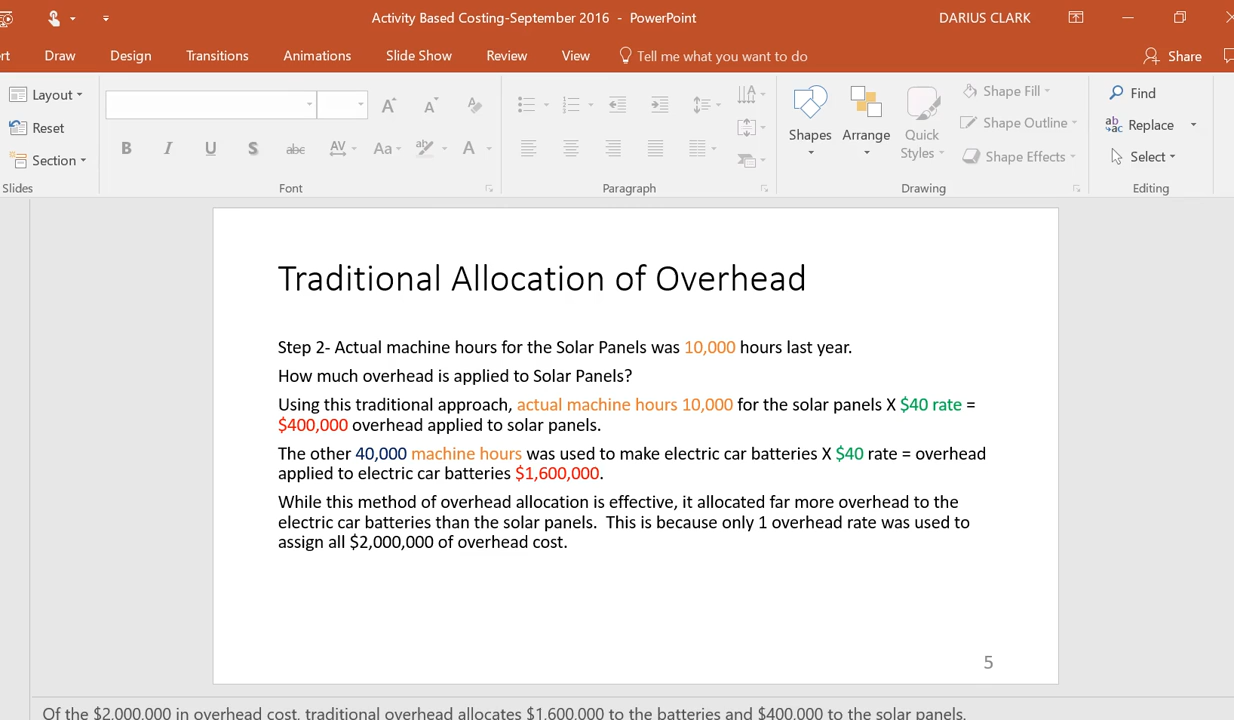 Activity Based Costing-September 2016 - PowerPoint
DARIUS CLARK
rt Draw Design Transitions Animations Slide Show Review View Tell me what you want to do Share
Layout
Reset
Section
Slides
B I U S abc AV Aa A
Font
Paragraph
Shapes Arrange Quick Styles
Shape Fill
Shape Outline
Shape Effects
Drawing
Find
Replace
Select
Editing
Traditional Allocation of Overhead
Step 2- Actual machine hours for the Solar Panels was 10,000 hours last year.
How much overhead is applied to Solar Panels?
Using this traditional approach, actual machine hours 10,000 for the solar panels X $40 rate =
$400,000 overhead applied to solar panels.
The other 40,000 machine hours was used to make electric car batteries X $40 rate = overhead
applied to electric car batteries $1,600,000.
While this method of overhead allocation is effective, it allocated far more overhead to the
electric car batteries than the solar panels. This is because only 1 overhead rate was used to
assign all $2,000,000 of overhead cost.
5
Of the $2,000,000 in overhead cost, traditional overhead allocates $1,600,000 to the batteries and $400,000 to the solar panels.